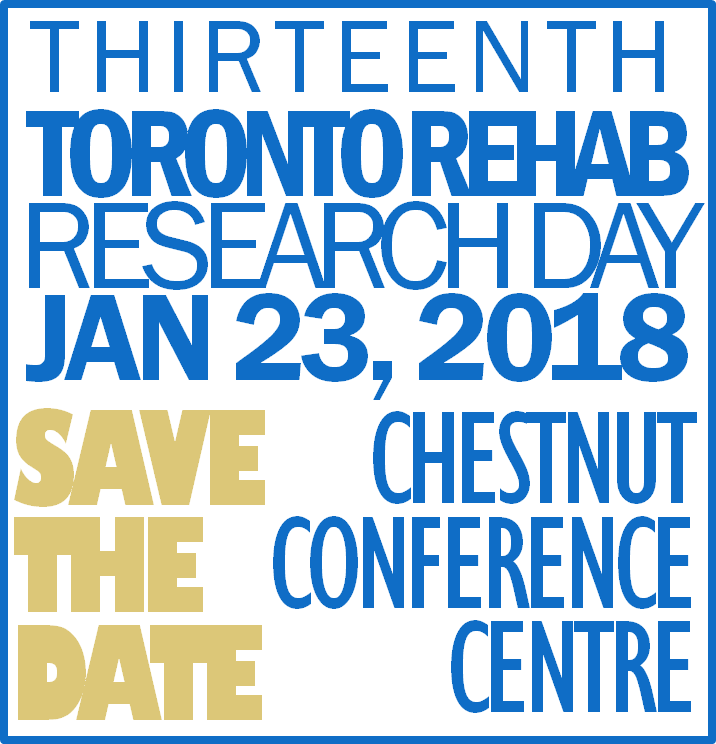 THIRTEENTH
TORONTO REHAB
RESEARCH DAY
JAN 23, 2018
SAVE
THE
DATE
CHESTNUT
CONFERENCE
CENTRE